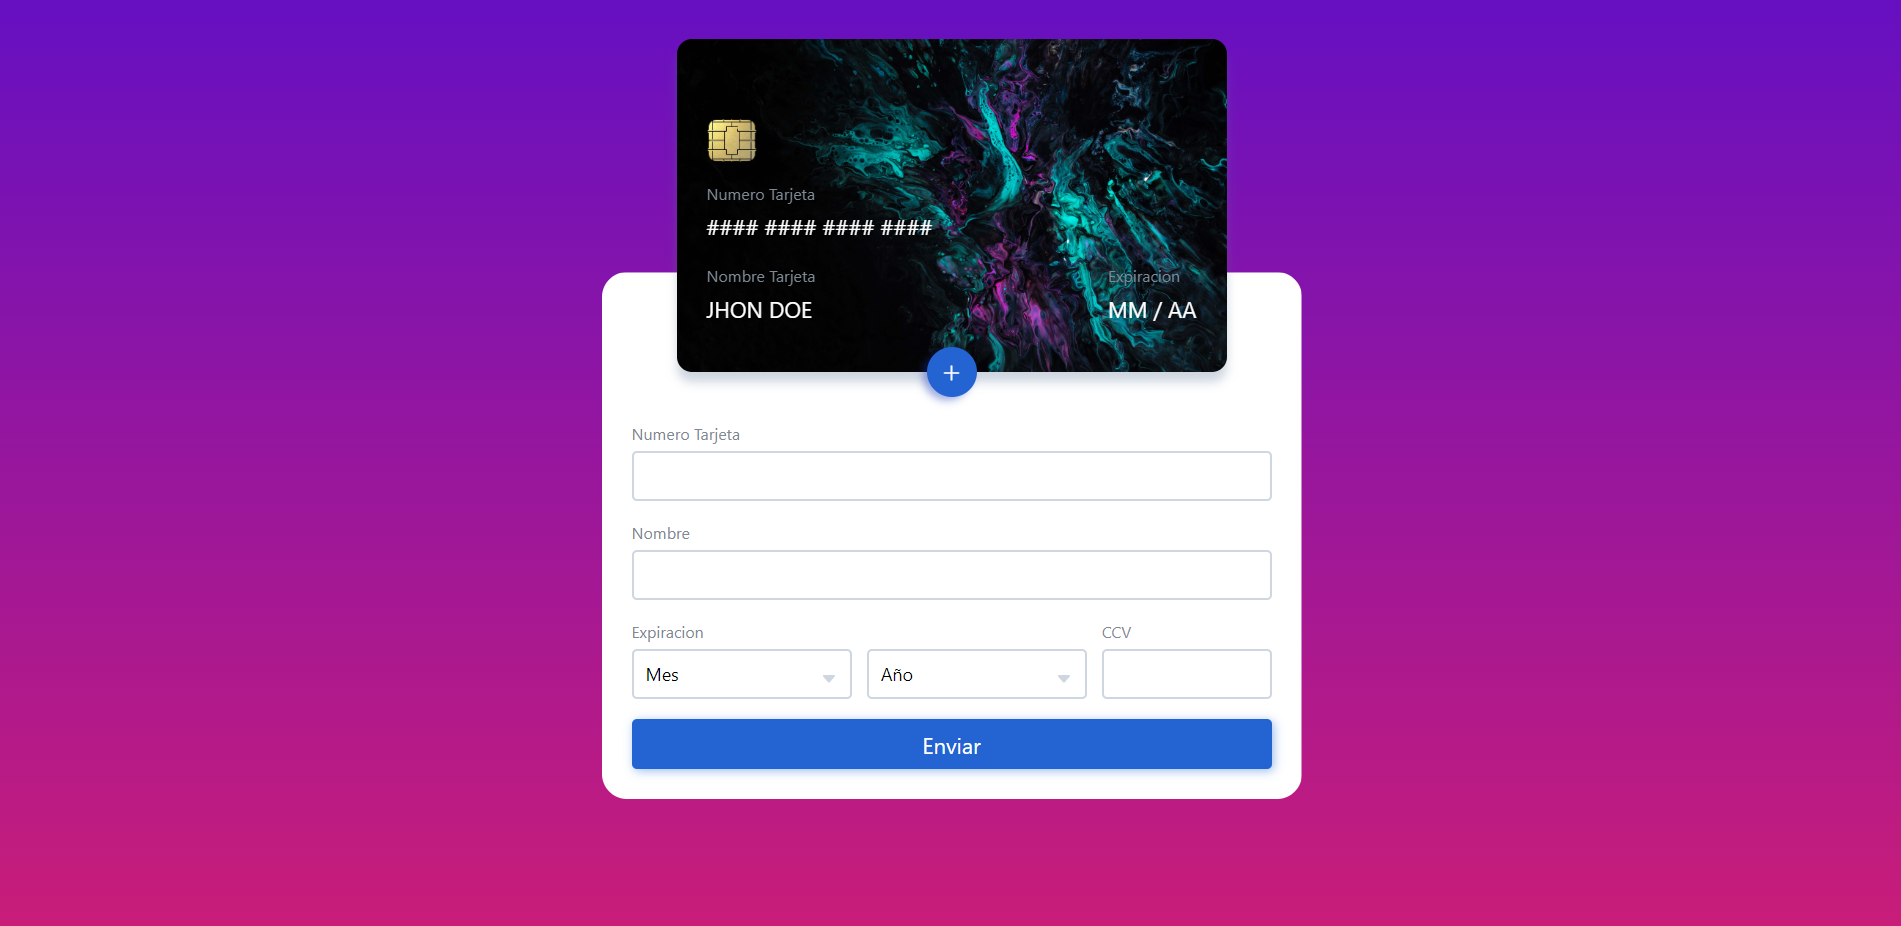 Numero Tarjeta
#### #### #### ####
Nombre Tarjeta
Expiracion
JHON DOE
MM / AA
+
Numero Tarjeta
Nombre
Expiracion
CCV
Mes
Año
Enviar